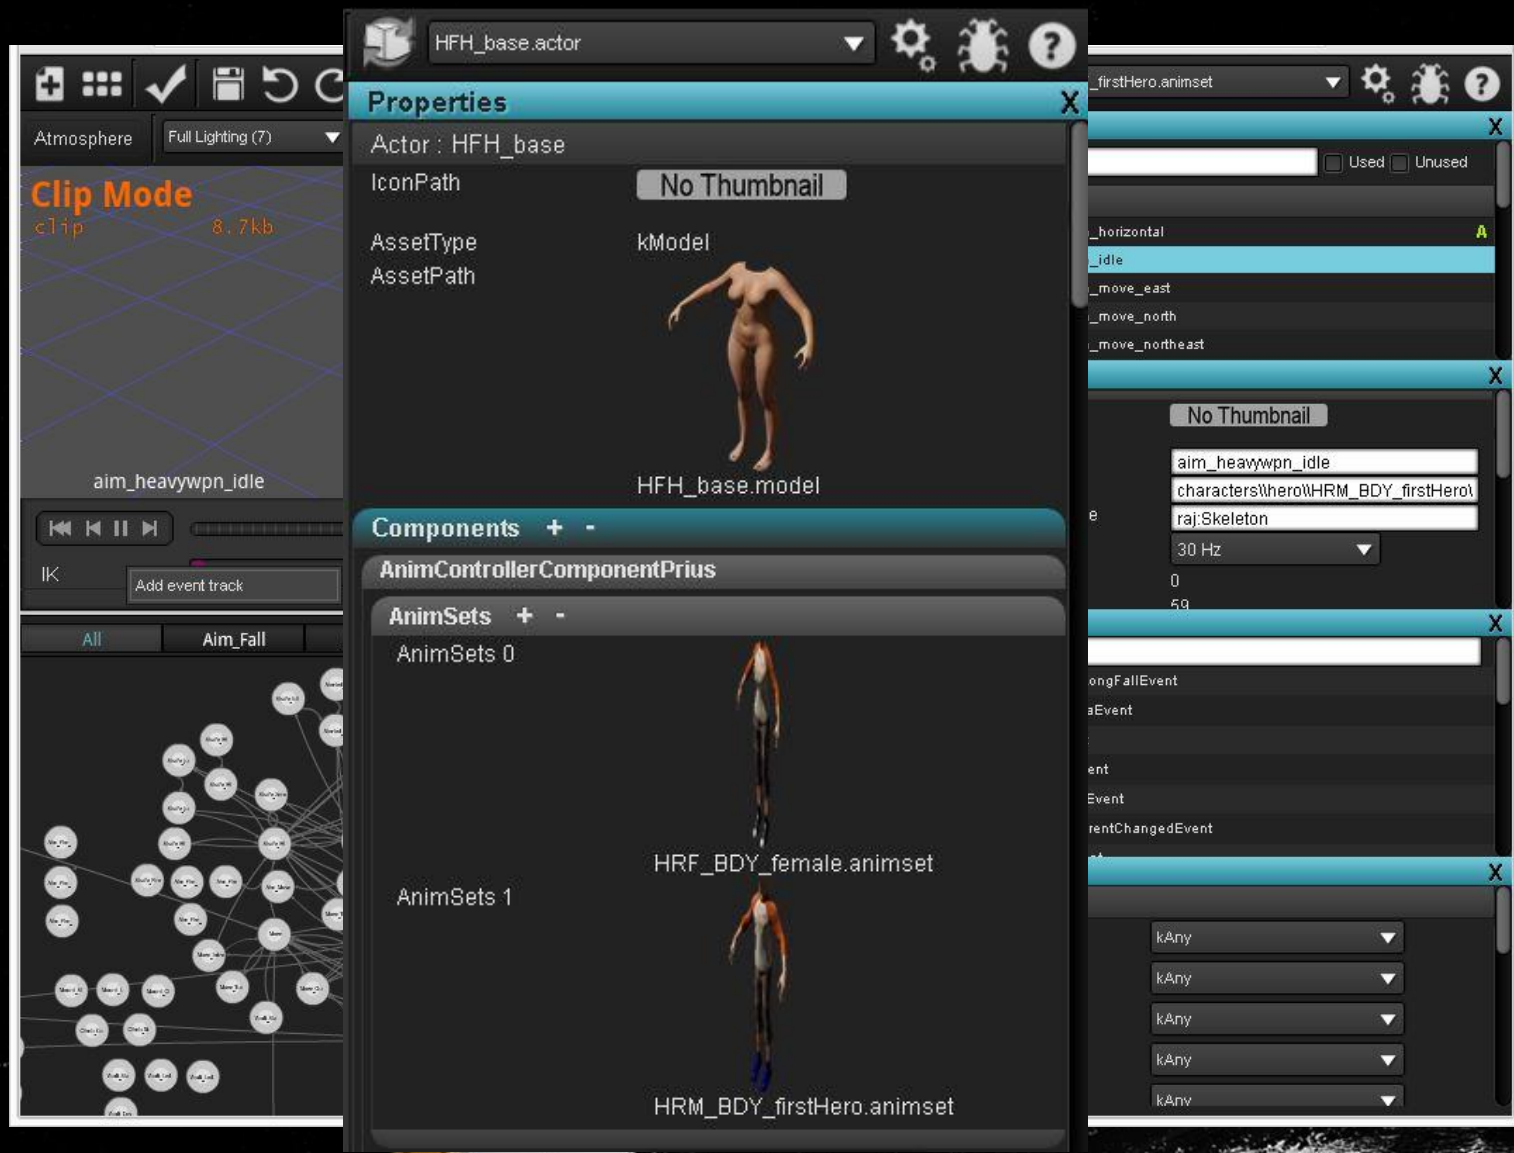 HFH_base.actor
Properties
X
Actor : HFH_base
IconPath
No Thumbnail
AssetType
kModel
AssetPath
HFH_base.model
Components + -
AnimControllerComponentPrius
AnimSets + -
AnimSets 0
HRF_BDY_female.animset
AnimSets 1
HRM_BDY_firstHero.animset
Atmosphere
Full Lighting (7)
Clip Mode
clip 8.7kb
aim_heavywpn_idle
IK
Add event track
All
Aim_Fall
_firstHero.animset
X
Used
Unused
_horizontal
A
_idle
_move_east
_move_north
_move_northeast
X
No Thumbnail
aim_heavywpn_idle
characters\\hero\\HRM_BDY_firstHero\
e
raj:Skeleton
30 Hz
0
59
X
ongFallEvent
aEvent
ent
Event
rentChangedEvent
X
kAny
kAny
kAny
kAny
kAny